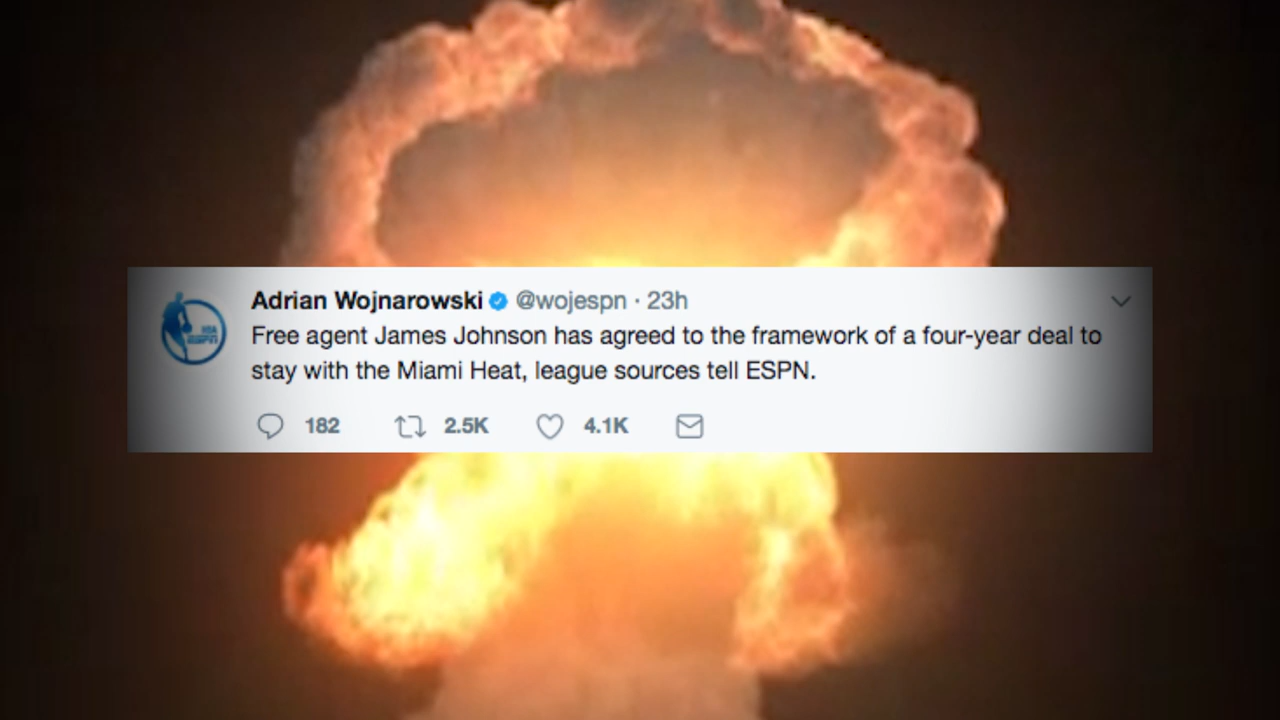 Adrian Wojnarowski @wojespn · 23h
Free agent James Johnson has agreed to the framework of a four-year deal to
stay with the Miami Heat, league sources tell ESPN.
182 2.5K 4.1K